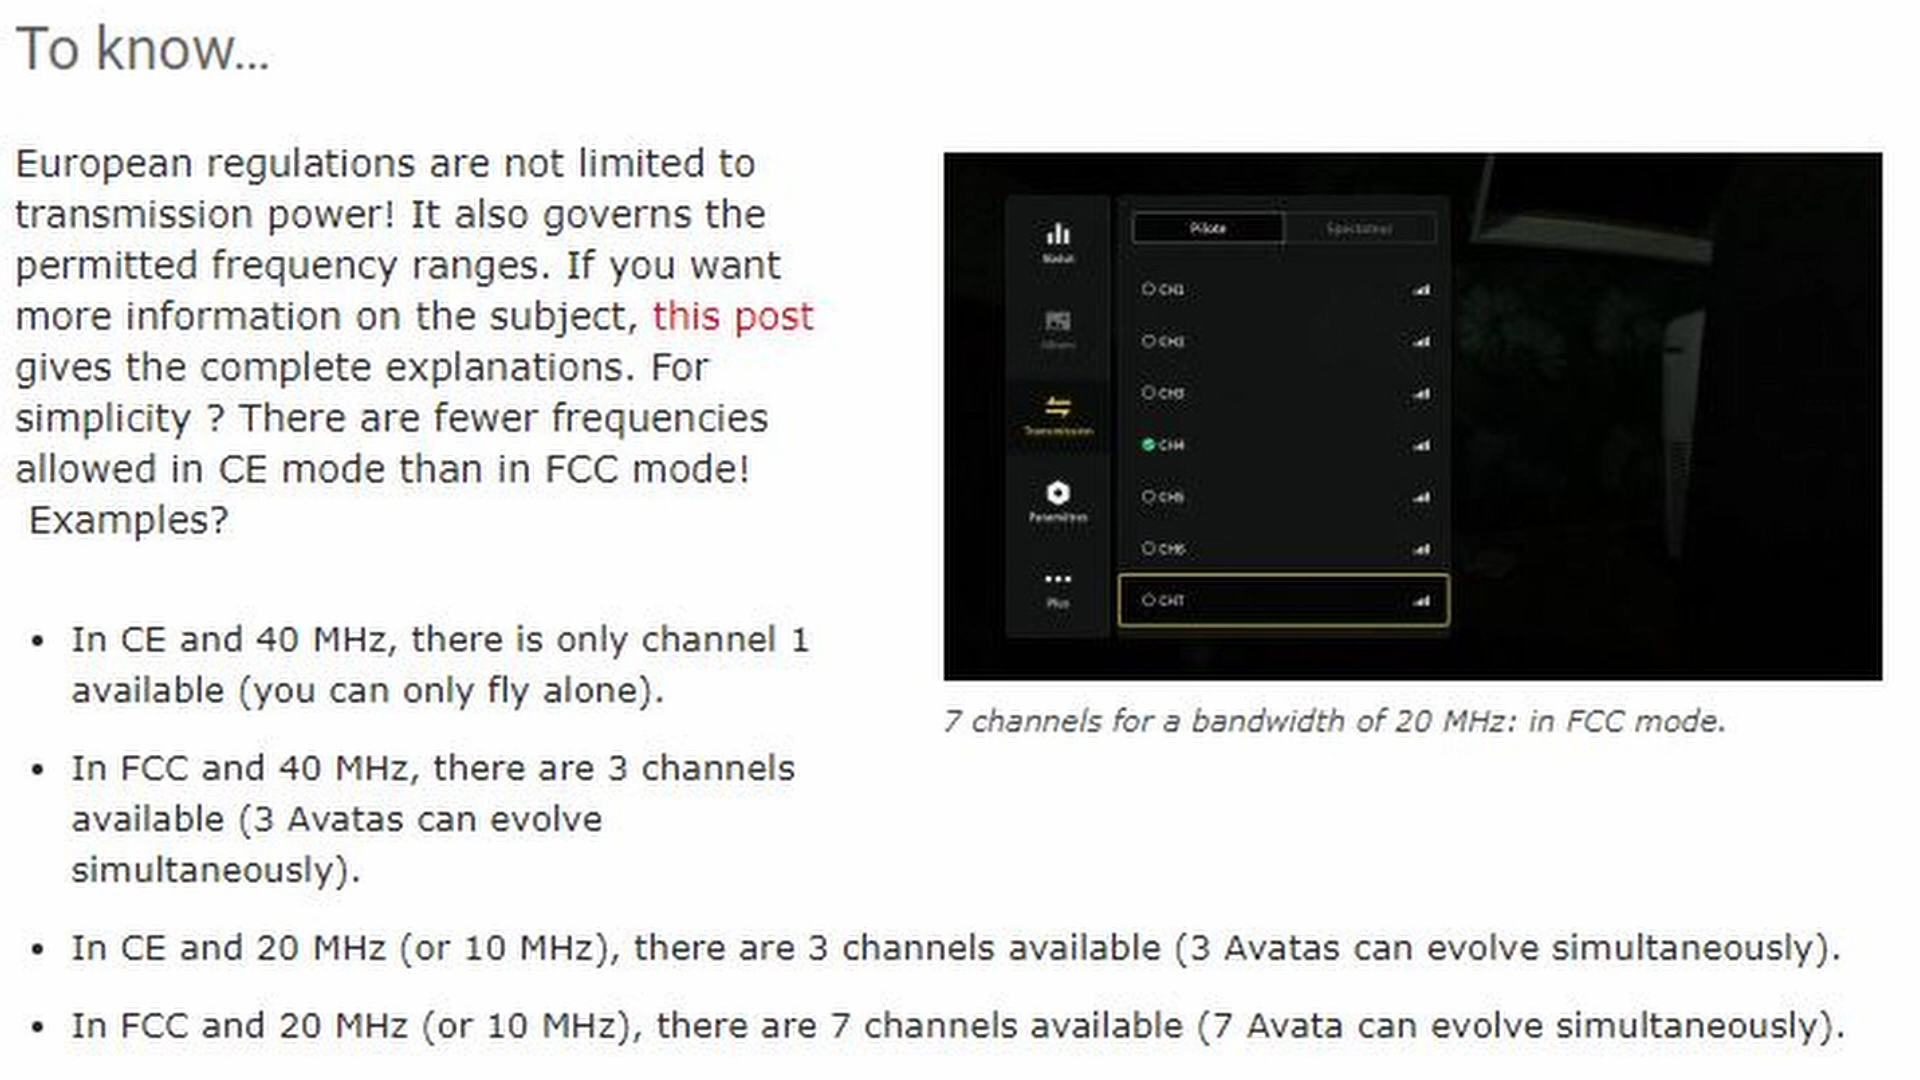 To know...
European regulations are not limited to
transmission power! It also governs the
permitted frequency ranges. If you want
more information on the subject, this post
gives the complete explanations. For
simplicity ? There are fewer frequencies
allowed in CE mode than in FCC mode!
Examples?
In CE and 40 MHz, there is only channel 1
available (you can only fly alone).
In FCC and 40 MHz, there are 3 channels
available (3 Avatas can evolve
simultaneously).
In CE and 20 MHz (or 10 MHz), there are 3 channels available (3 Avatas can evolve simultaneously).
In FCC and 20 MHz (or 10 MHz), there are 7 channels available (7 Avata can evolve simultaneously).
Pilote
Spectateur
CH1
CH2
CH3
CH4
CH5
CH6
CH7
Transmission
Paramètres
Plus
7 channels for a bandwidth of 20 MHz: in FCC mode.